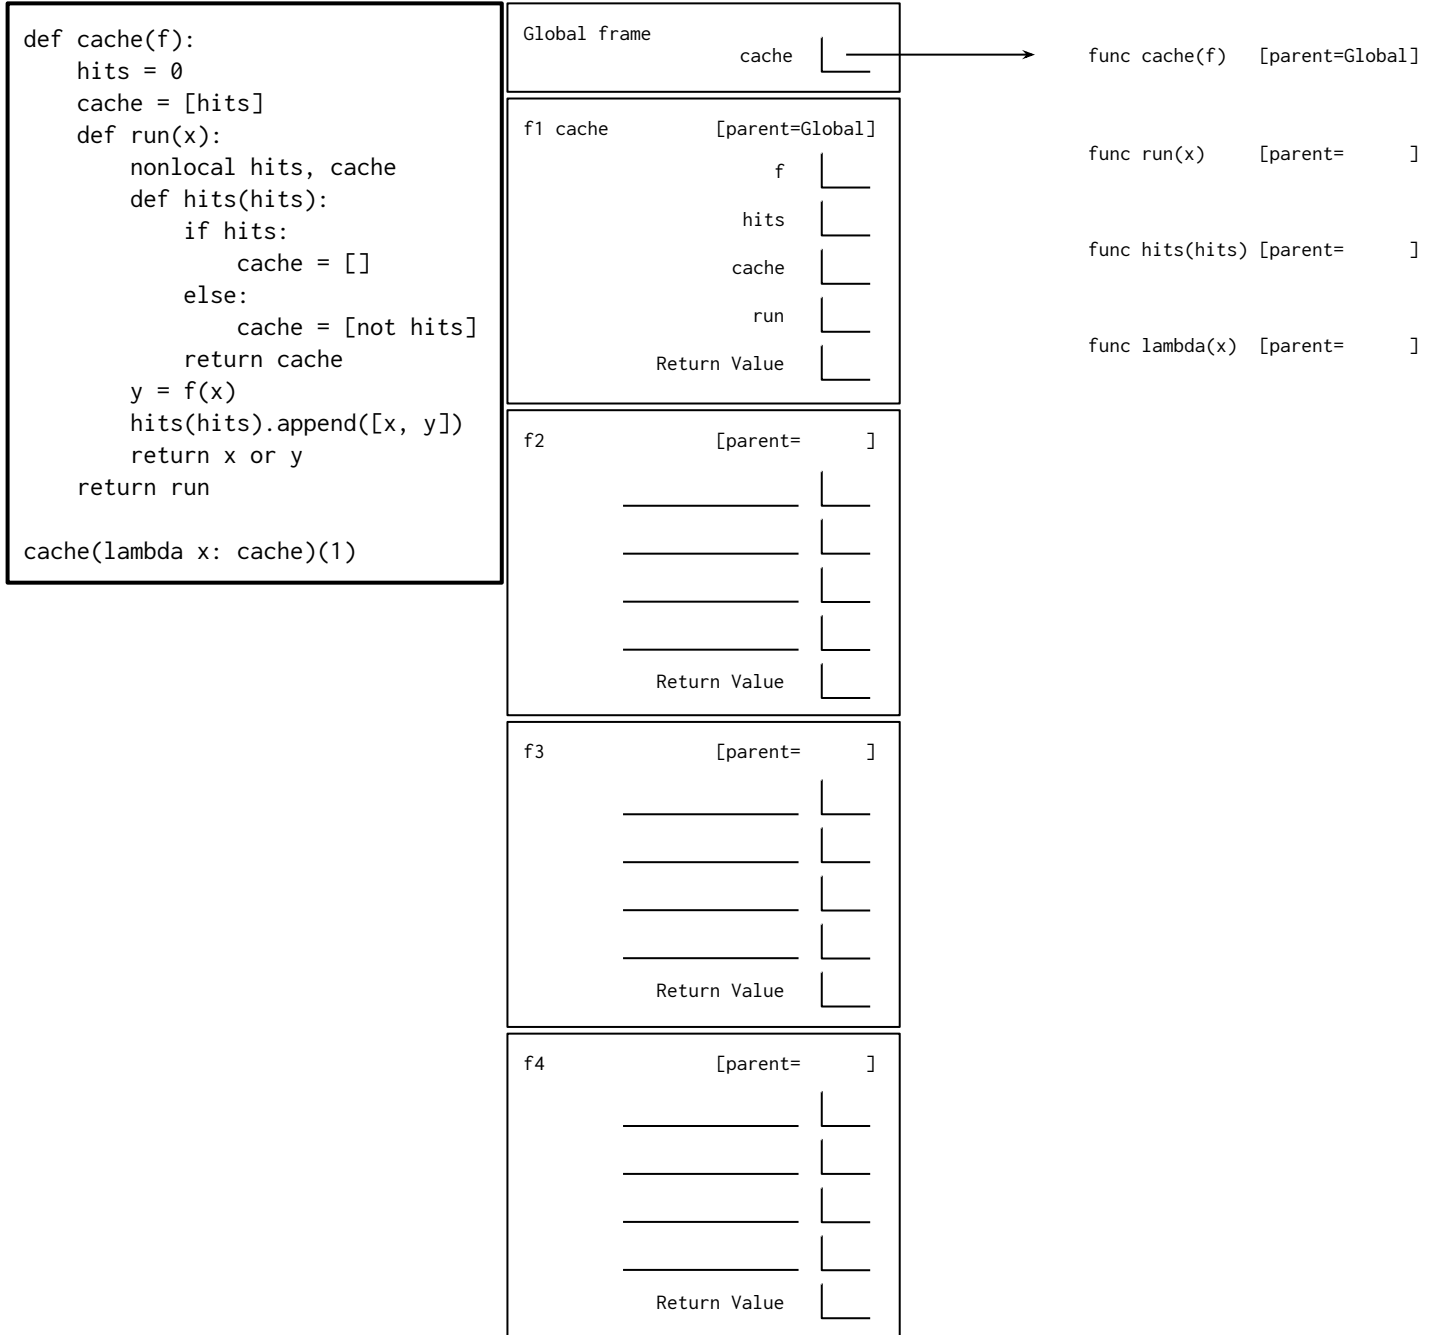 def cache(f):
    hits = 0
    cache = [hits]
    def run(x):
        nonlocal hits, cache
        def hits(hits):
            if hits:
                cache = []
            else:
                cache = [not hits]
            return cache
        y = f(x)
        hits(hits).append([x, y])
        return x or y
    return run
cache(lambda x: cache)(1)
Global frame
cache
f1 cache [parent=Global]
f
hits
cache
run
Return Value
f2 [parent= ]
Return Value
f3 [parent= ]
Return Value
f4 [parent= ]
Return Value
func cache(f) [parent=Global]
func run(x) [parent= ]
func hits(hits) [parent= ]
func lambda(x) [parent= ]